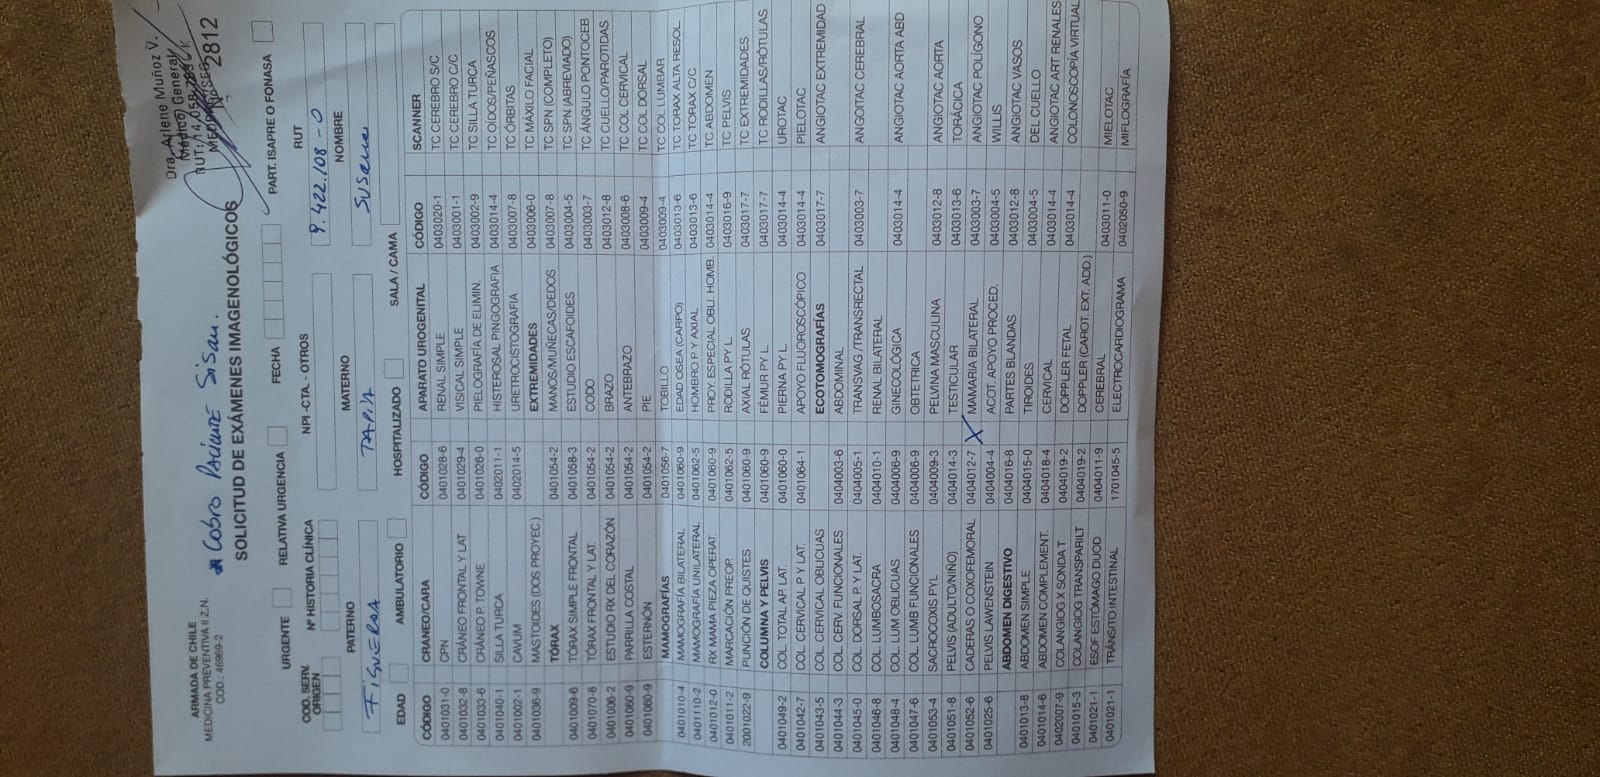 ARMADA DE CHILE
MEDICINA PREVENTIVA II Z.N.
COD.: 46969-2
* Cobro Paciente Sisan.
SOLICITUD DE EXÁMENES IMAGENOLÓGICOS
Dra. Arlene Muñoz V.
Médico General
2812
URGENTE RELATIVA URGENCIA FECHA PART. ISAPRE O FONASA
COD. SERV. ORIGEN Nº HISTORIA CLÍNICA NPI -CTA. - OTROS RUT
9.422.108-0
PATERNO MATERNO NOMBRE
FIGUEROA TAPIA SUSANA
EDAD AMBULATORIO HOSPITALIZADO SALA / CAMA
CÓDIGO CRANEO/CARA
0401031-0 CPN
0401032-8 CRÁNEO FRONTAL Y LAT
0401033-6 CRÁNEO P. TOWNE
0401040-1 SILLA TURCA
0401002-1 CAVUM
0401038-9 MASTOIDES (DOS PROYEC.)
TÓRAX
0401009-6 TÓRAX SIMPLE FRONTAL
0401070-8 TÓRAX FRONTAL Y LAT.
0401006-2 ESTUDIO RX DEL CORAZÓN
0401060-9 PARRILLA COSTAL
0401060-9 ESTERNÓN
MAMOGRAFÍAS
0401010-4 MAMOGRAFÍA BILATERAL
0401110-2 MAMOGRAFÍA UNILATERAL
0401012-0 RX MAMA PIEZA OPERAT.
0401011-2 MARCACIÓN PREOP.
2001022-9 PUNCIÓN DE QUISTES
COLUMNA Y PELVIS
0401049-2 COL. TOTAL AP LAT.
0401042-7 COL. CERVICAL P Y LAT.
0401043-5 COL. CERVICAL OBLICUAS
0401044-3 COL. CERV. FUNCIONALES
0401045-0 COL. DORSAL P. Y LAT.
0401046-8 COL. LUMBOSACRA
0401048-4 COL. LUM OBLICUAS
0401047-6 COL. LUMB FUNCIONALES
0401053-4 SACROCOXIS PYL
0401051-8 PELVIS (ADULTO/NIÑO)
0401052-6 CADERAS O COXOFEMORAL
0401025-6 PELVIS LAWENSTEIN
ABDOMEN DIGESTIVO
0401013-8 ABDOMEN SIMPLE
0401014-6 ABDOMEN COMPLEMENT.
0402007-9 COLANGIOG X SONDA T
0401015-3 COLANGIOG TRANSPARILT
0401021-1 ESOF ESTÓMAGO DUOD
0401021-1 TRÁNSITO INTESTINAL
CÓDIGO APARATO UROGENITAL
0401028-6 RENAL SIMPLE
0401029-4 VISICAL SIMPLE
0401026-0 PIELOGRAFÍA DE ELIMIN.
0402011-1 HISTEROSAL PINGOGRAFIA
0402014-5 URETROCISTOGRAFIA
EXTREMIDADES
0401054-2 MANOS/MUÑECAS/DEDOS
0401058-3 ESTUDIO ESCAFOIDES
0401054-2 CODO
0401054-2 BRAZO
0401054-2 ANTEBRAZO
0401054-2 PIE
0401056-7 TOBILLO
0401060-9 EDAD OSEA (CARPO)
0401062-5 HOMBRO P Y AXIAL
0401060-9 PROY. ESPECIAL OBLI. HOMB.
0401062-5 RODILLA PY L.
0401060-9 AXIAL RÓTULAS
0401060-9 FÉMUR PY L.
0401060-0 PIERNA PY L.
0401064-1 APOYO FLUOROSCÓPICO
ECOTOMOGRAFÍAS
0404003-6 ABDOMINAL
0404005-1 TRANSVAG /TRANSRECTAL
0404010-1 RENAL BILATERAL
0404006-9 GINECOLÓGICA
0404006-9 OBTETRICA
0404009-3 PELVINA MASCULINA
0404014-3 TESTICULAR
0404012-7 X MAMARIA BILATERAL
0404004-4 ACOT. APOYO PROCED.
0404016-8 PARTES BLANDAS
0404015-0 TIROIDES
0404018-4 CERVICAL
0404019-2 DOPPLER FETAL
0404019-2 DOPPLER (CAROT. EXT. ADD.)
0404011-9 CEREBRAL
1701045-5 ELECTROCARDIOGRAMA
CÓDIGO SCANNER
0403020-1 TC CEREBRO S/C
0403001-1 TC CEREBRO C/C
0403002-9 TC SILLA TURCA
0403014-4 TC OÍDOS/PEÑASCOS
0403007-8 TC ÓRBITAS
0403006-0 TC MÁXILO FACIAL
0403007-8 TC SPN (COMPLETO)
0403004-5 TC SPN (ABREVIADO)
0403003-7 TC ÁNGULO PONTOCEB
0403012-8 TC CUELLO/PAROTIDAS
0403008-6 TC COL CERVICAL
0403009-4 TC COL DORSAL
0403009-4 TC COL LUMBAR
0403013-6 TC TORAX ALTA RESOL
0403013-6 TC TORAX C/C
0403014-4 TC ABDOMEN
0403016-9 TC PELVIS
0403017-7 TC EXTREMIDADES
0403017-7 TC RODILLAS/RÓTULAS
0403014-4 UROTAC
0403014-4 PIELOTAC
0403017-7 ANGIOTAC EXTREMIDAD
0403003-7 ANGOITAC CEREBRAL
0403014-4 ANGIOTAC AORTA ABD
0403012-8 ANGIOTAC AORTA
0403013-6 TORÁCICA
0403003-7 ANGIOTAC POLÍGONO
0403004-5 WILLIS
0403012-8 ANGIOTAC VASOS
0403004-5 DEL CUELLO
0403014-4 ANGIOTAC ART RENALES
0403014-4 COLONOSCOPÍA VIRTUAL
0403011-0 MIELOTAC
0402050-9 MIFLOGRAFÍA